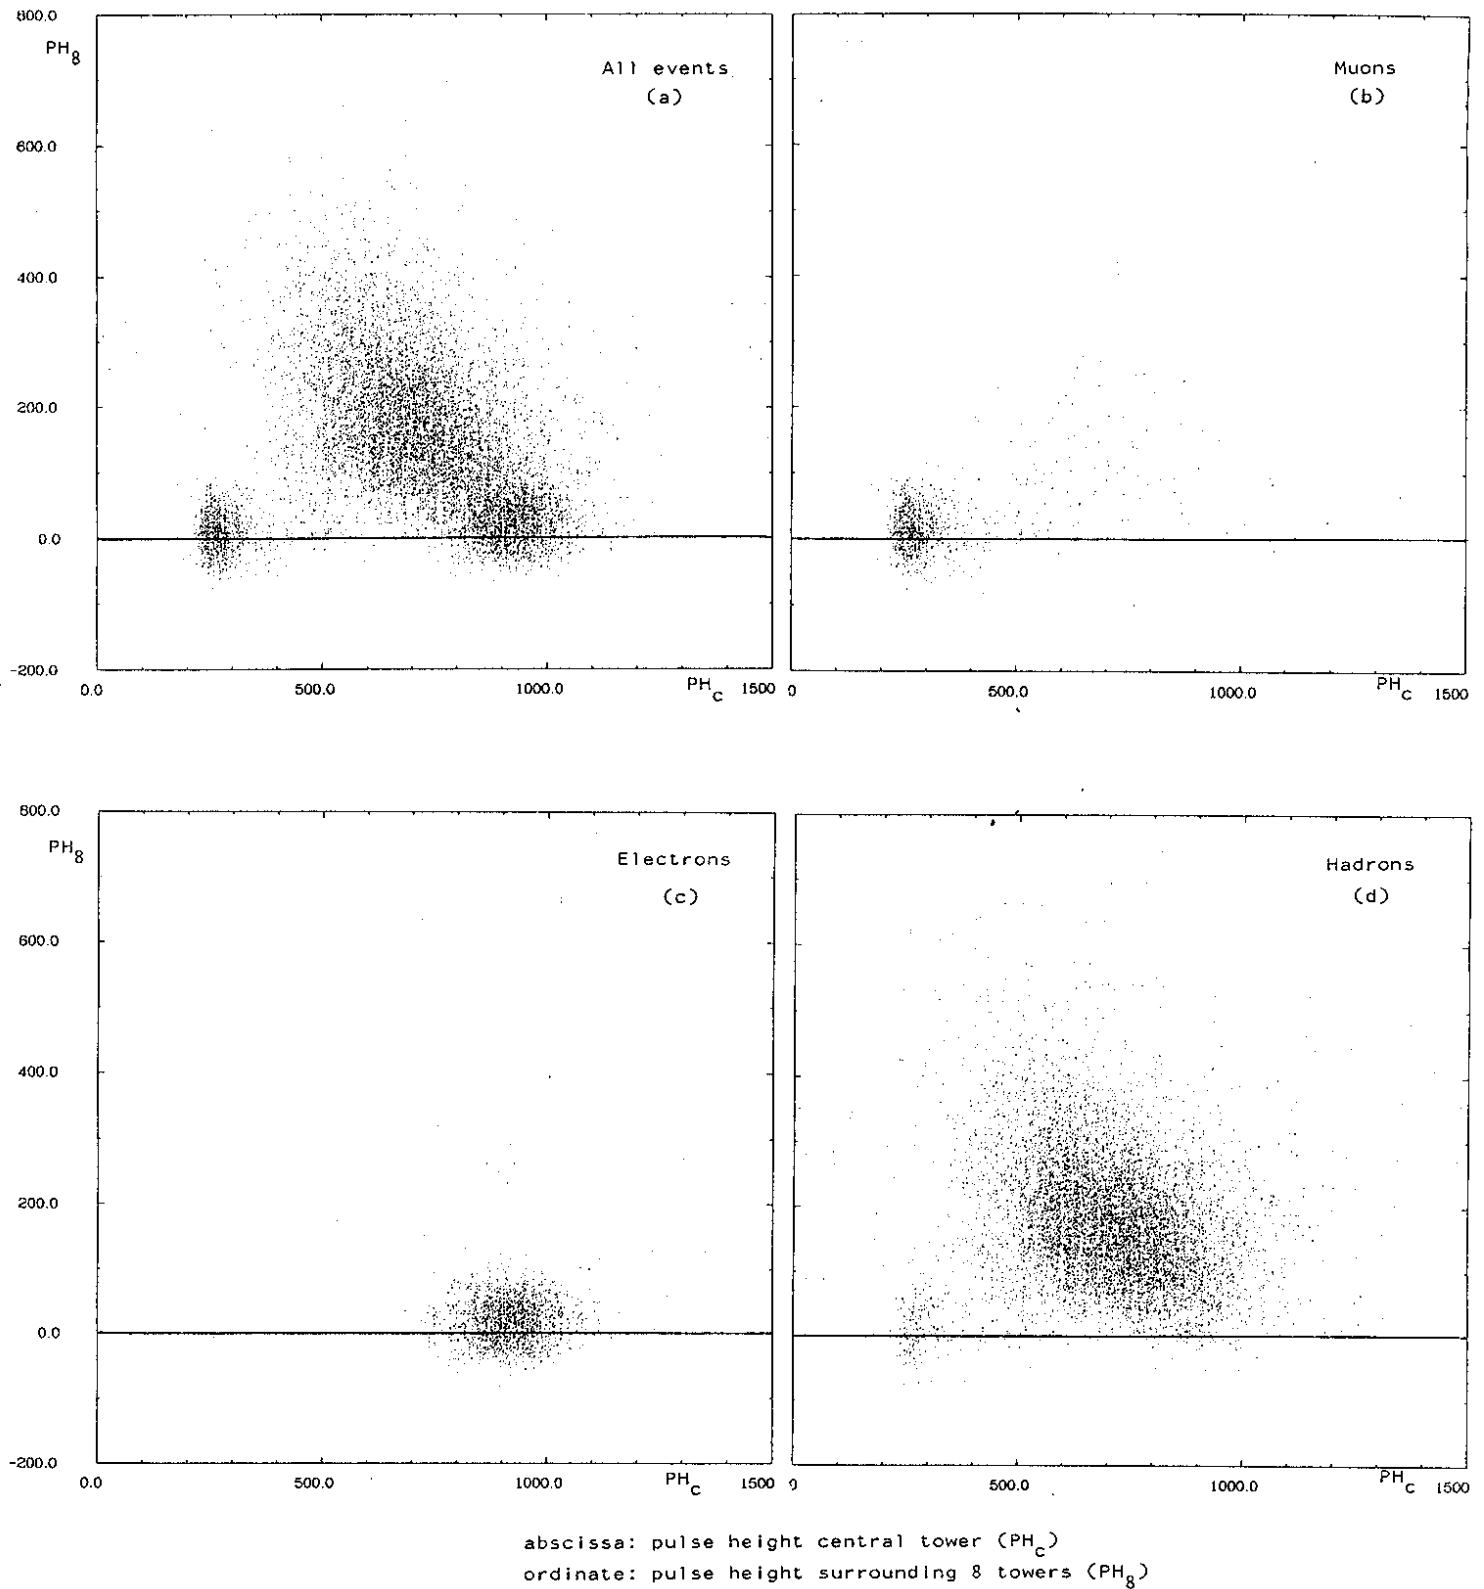 800.0
PH8
All events
(a)
Muons
(b)
600.0
400.0
200.0
0.0
-200.0
0.0 500.0 1000.0 PHC 1500
0 500.0 1000.0 PHC 1500
800.0
PH8
Electrons
(c)
Hadrons
(d)
600.0
400.0
200.0
0.0
-200.0
0.0 500.0 1000.0 PHC 1500
0 500.0 1000.0 PHC 1500
abscissa: pulse height central tower (PHC)
ordinate: pulse height surrounding 8 towers (PH8)